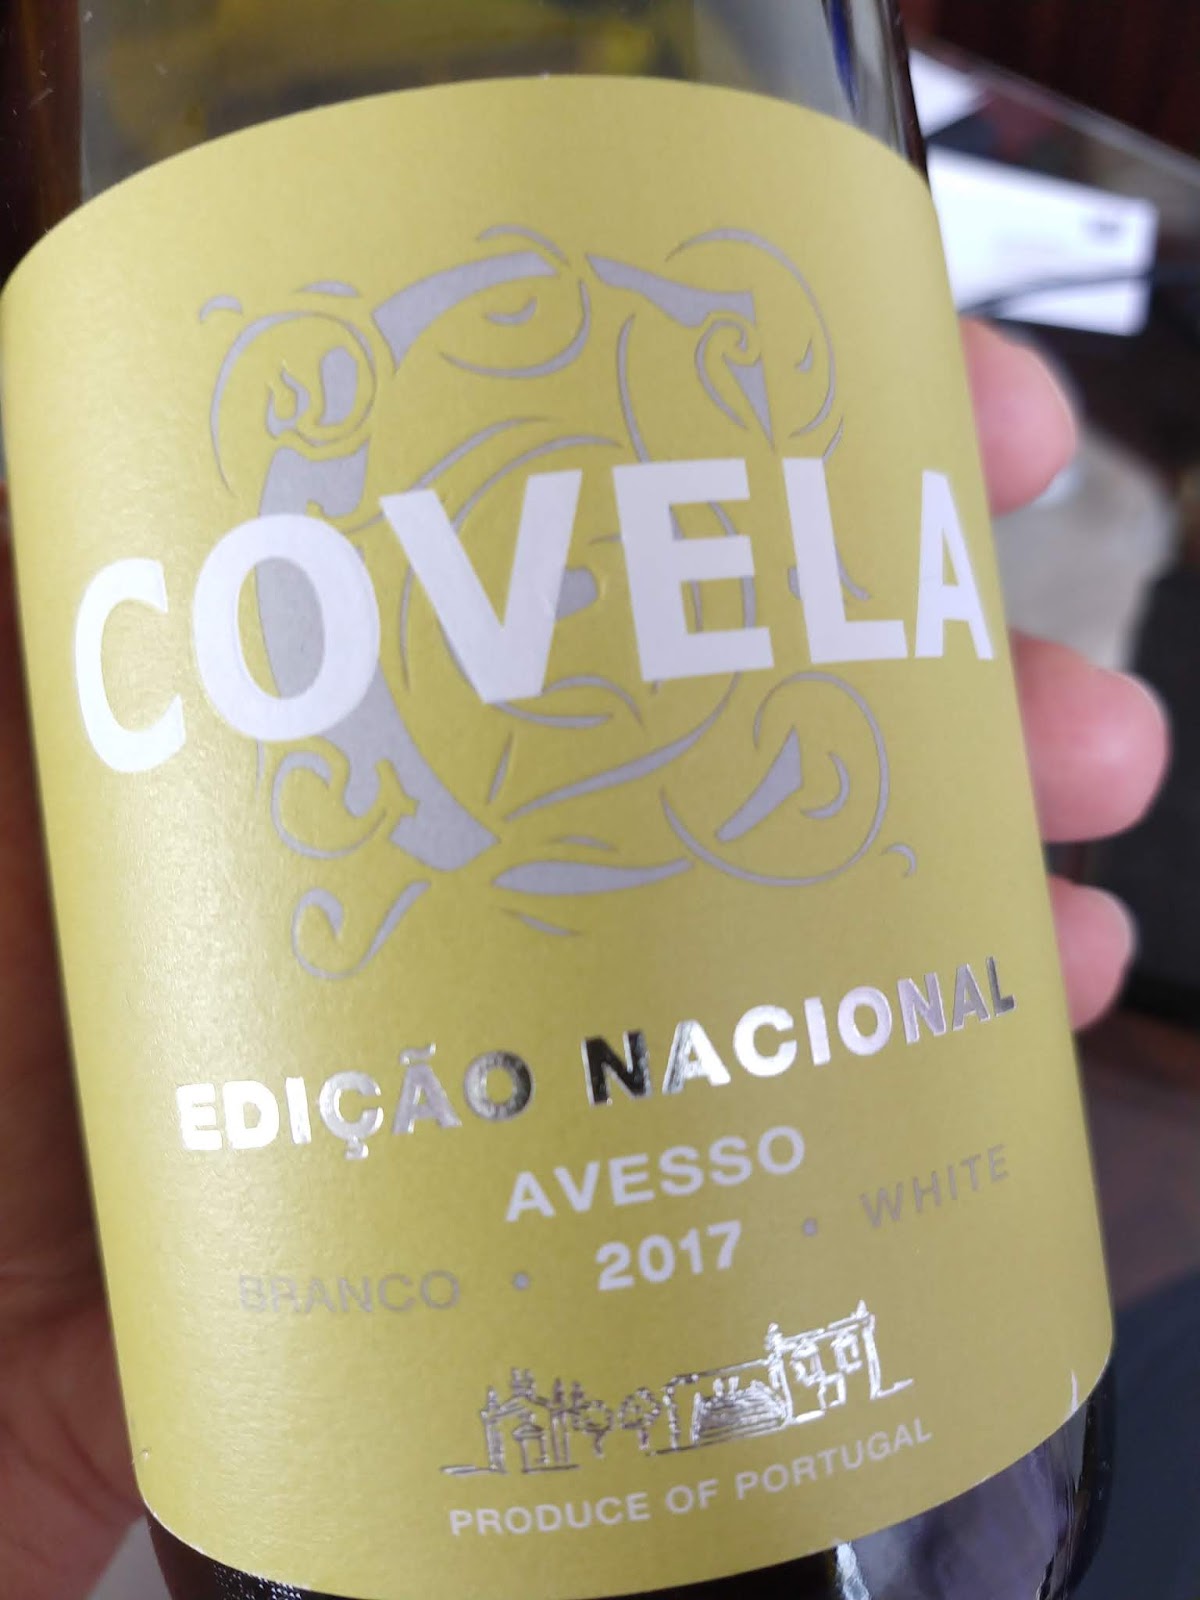 COVELA
EDIÇÃO NACIONAL
AVESSO
BRANCO • 2017 • WHITE
PRODUCE OF PORTUGAL